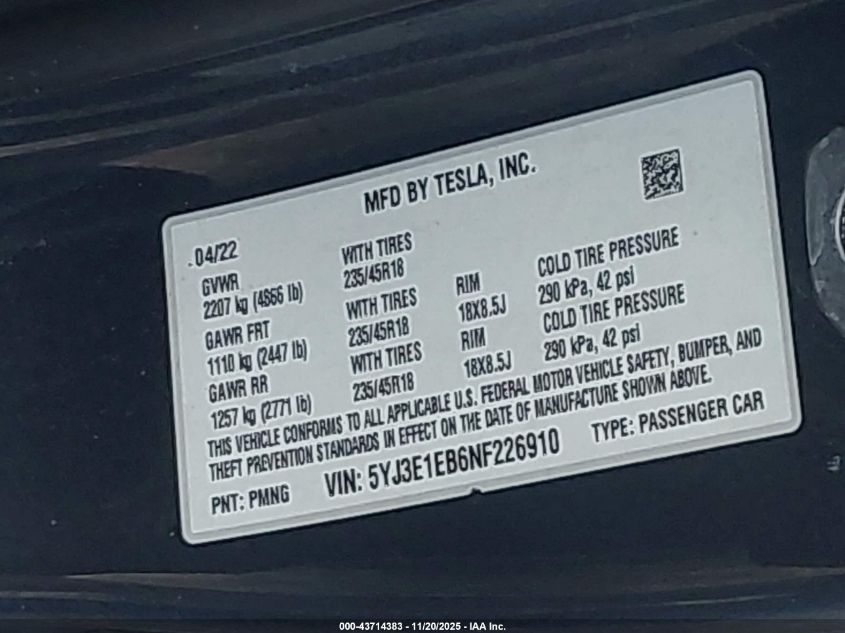 MFD BY TESLA, INC.
04/22
GVWR WITH TIRES
2207 kg (4866 lb) 235/45R18 RIM COLD TIRE PRESSURE
GAWR FRT WITH TIRES 18X8.5J 290 kPa, 42 psi
1110 kg (2447 lb) 235/45R18 RIM COLD TIRE PRESSURE
GAWR RR WITH TIRES 18X8.5J 290 kPa, 42 psi
1257 kg (2771 lb) 235/45R18
THIS VEHICLE CONFORMS TO ALL APPLICABLE U.S. FEDERAL MOTOR VEHICLE SAFETY, BUMPER, AND
THEFT PREVENTION STANDARDS IN EFFECT ON THE DATE OF MANUFACTURE SHOWN ABOVE.
PNT: PMNG VIN: 5YJ3E1EB6NF226910 TYPE: PASSENGER CAR
000-43714383 - 11/20/2025 - IAA Inc.